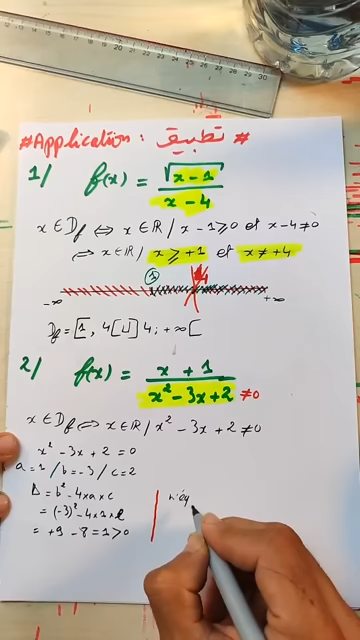 # Application : تطبيق #
1/ f(x) = √(x - 1) / (x - 4)
x ∈ Df ⇔ x ∈ ℝ / x - 1 ⩾ 0 et x - 4 ≠ 0
⇔ x ∈ ℝ / x ⩾ +1 et x ≠ +4
1 4
-∞ +∞
Df = [1, 4[ ∪ ] 4; +∞[
2/ f(x) = (x + 1) / (x² - 3x + 2) ≠ 0
x ∈ Df ⇔ x ∈ ℝ / x² - 3x + 2 ≠ 0
x² - 3x + 2 = 0
a = 1 / b = -3 / c = 2
Δ = b² - 4 × a × c
= (-3)² - 4 × 1 × 2
= +9 - 8 = 1 > 0